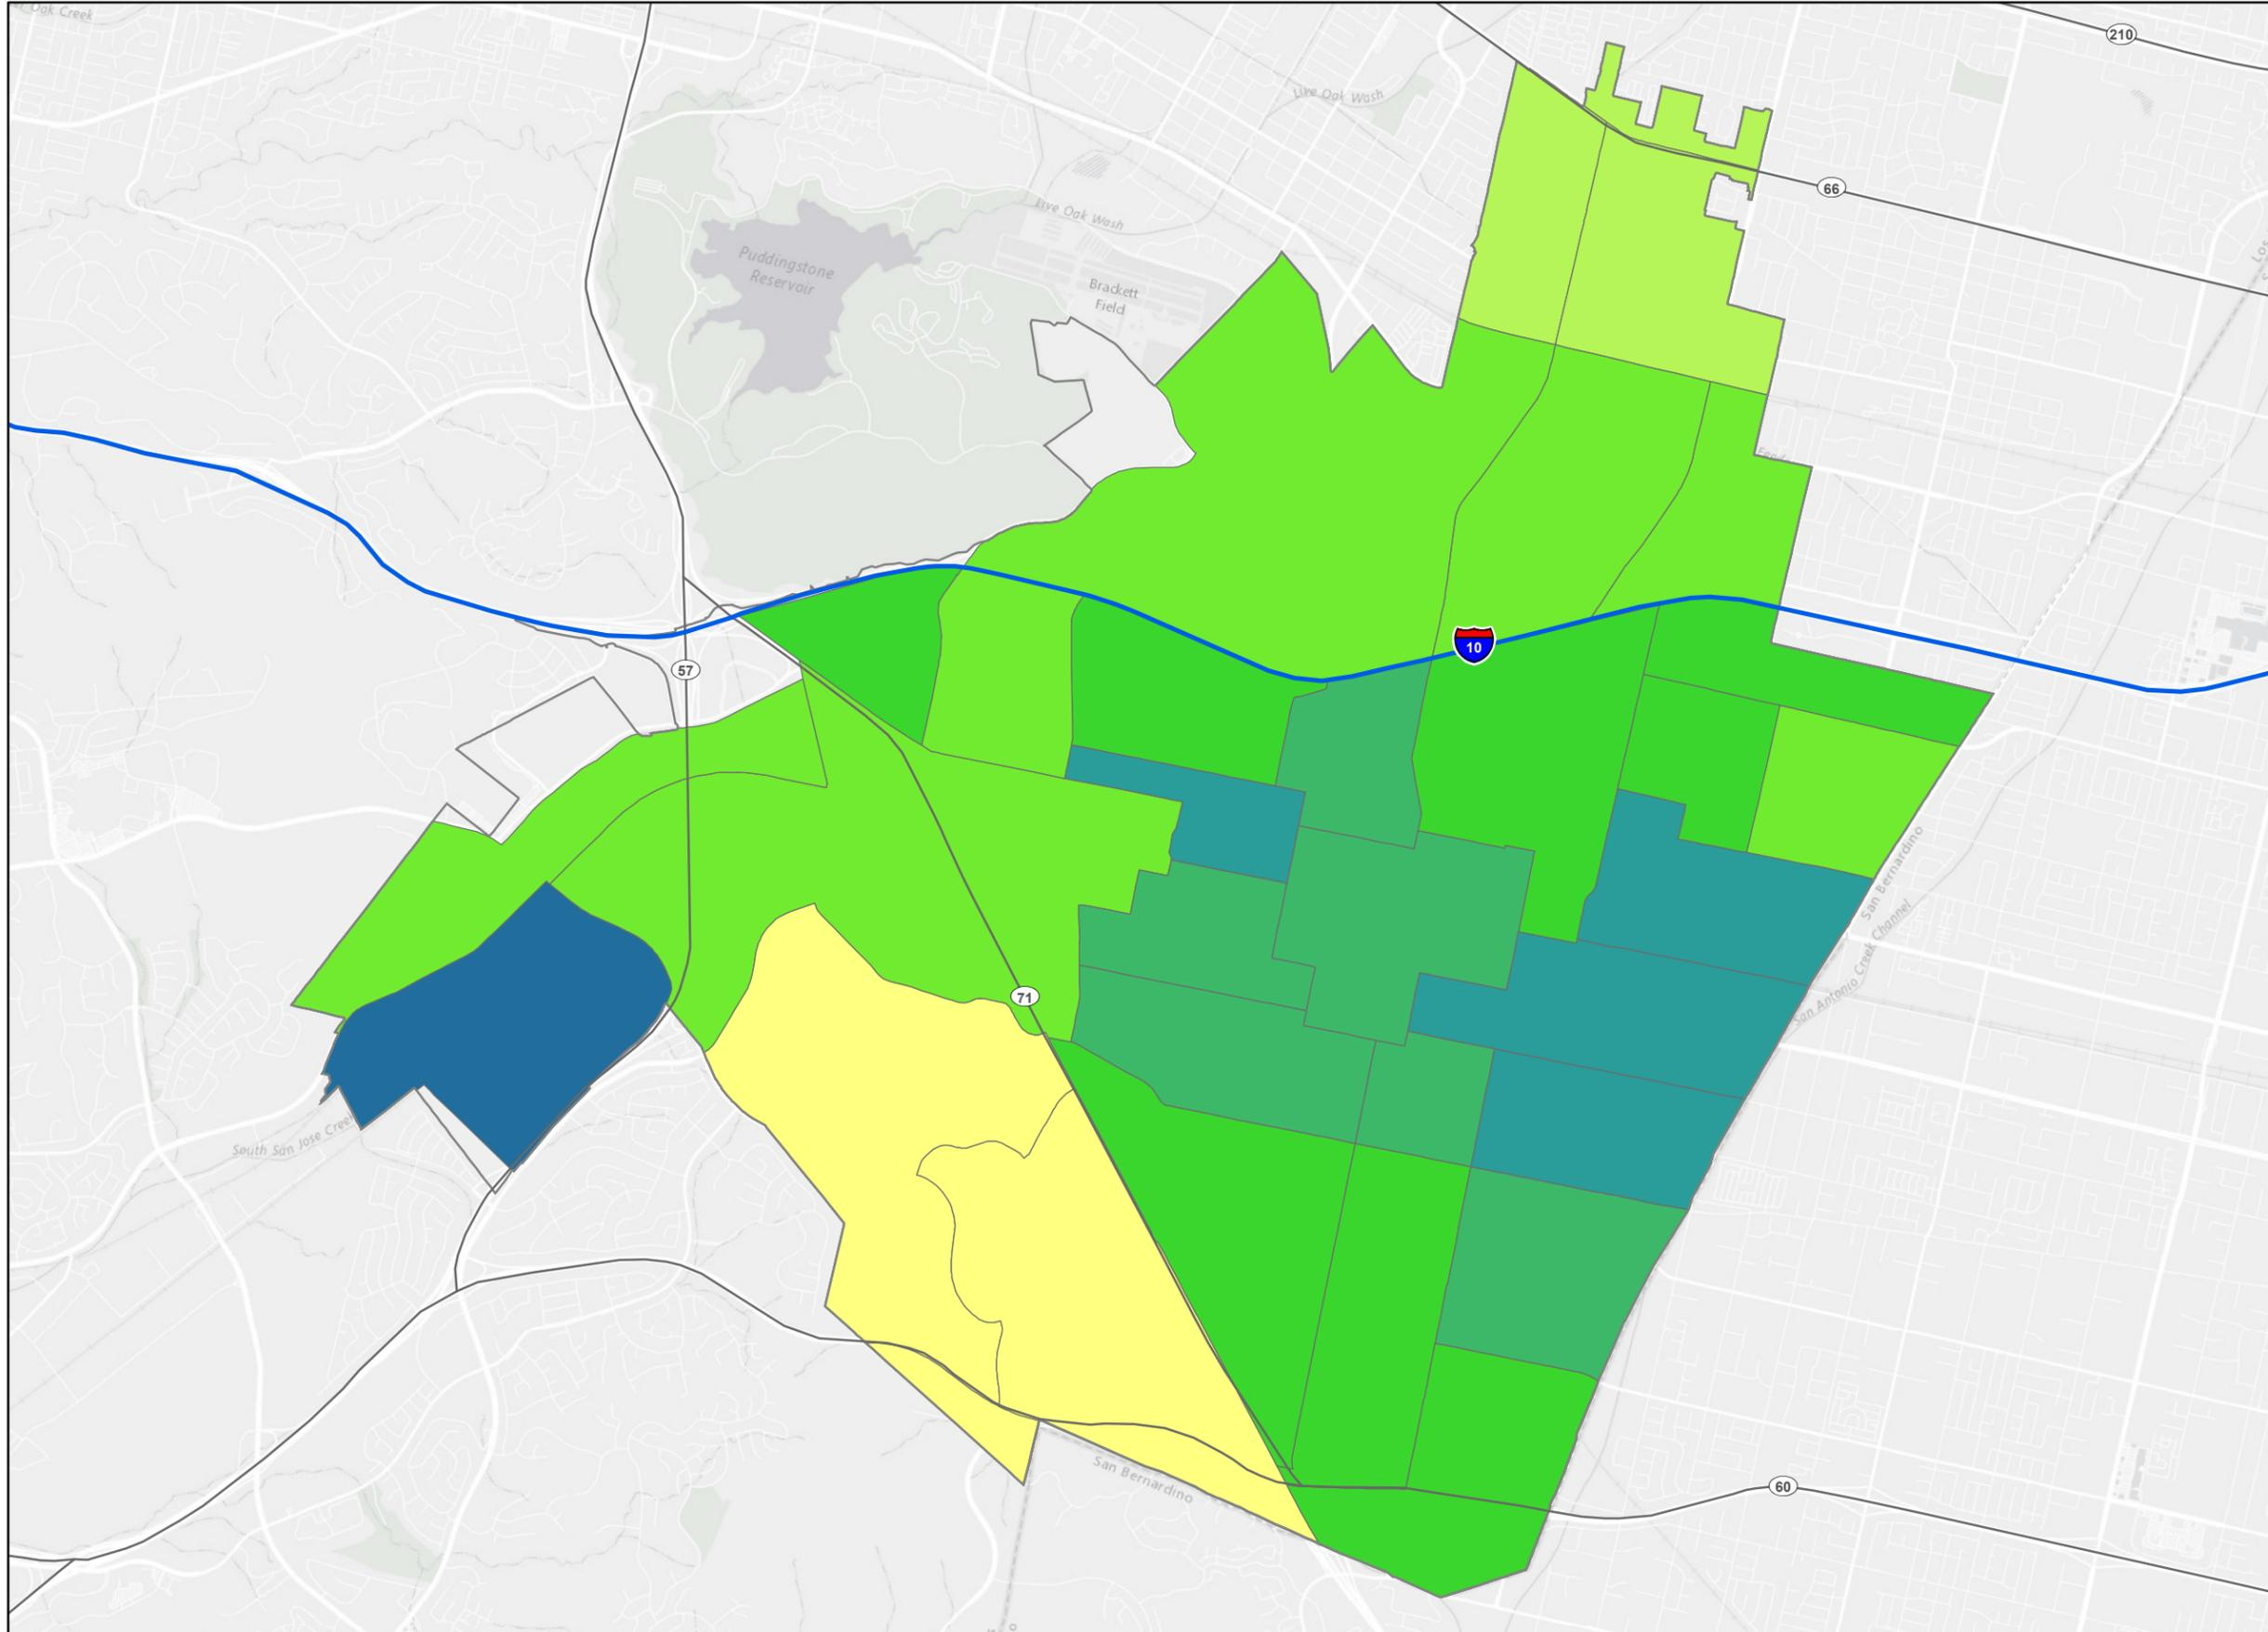 Oak Creek
210
Live Oak Wash
66
Live Oak Wash
Puddingstone
Reservoir
Brackett
Field
10
57
San Bernardino
San Antonio Creek Channel
71
South San Jose Creek
San Bernardino
60